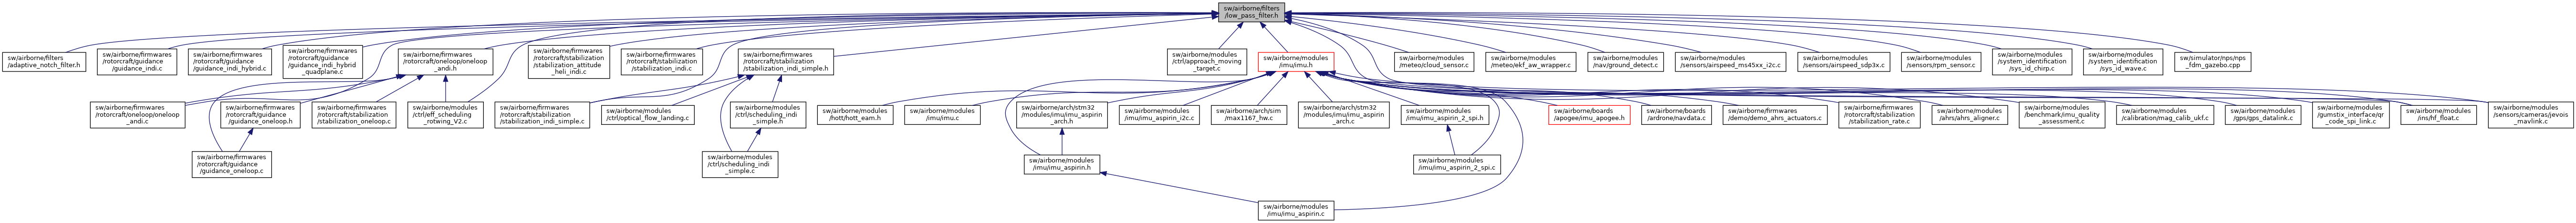 sw/airborne/filters
/low_pass_filter.h
sw/airborne/filters
/adaptive_notch_filter.h
sw/airborne/firmwares
/rotorcraft/guidance
/guidance_indi.c
sw/airborne/firmwares
/rotorcraft/guidance
/guidance_indi_hybrid.c
sw/airborne/firmwares
/rotorcraft/guidance
/guidance_indi_hybrid
_quadplane.c
sw/airborne/firmwares
/rotorcraft/oneloop/oneloop
_andi.h
sw/airborne/firmwares
/rotorcraft/stabilization
/stabilization_attitude
_heli_indi.c
sw/airborne/firmwares
/rotorcraft/stabilization
/stabilization_indi.c
sw/airborne/firmwares
/rotorcraft/stabilization
/stabilization_indi_simple.h
sw/airborne/modules
/ctrl/approach_moving
_target.c
sw/airborne/modules
/imu/imu.h
sw/airborne/modules
/meteo/cloud_sensor.c
sw/airborne/modules
/meteo/ekf_aw_wrapper.c
sw/airborne/modules
/nav/ground_detect.c
sw/airborne/modules
/sensors/airspeed_ms45xx_i2c.c
sw/airborne/modules
/sensors/airspeed_sdp3x.c
sw/airborne/modules
/sensors/rpm_sensor.c
sw/airborne/modules
/system_identification
/sys_id_chirp.c
sw/airborne/modules
/system_identification
/sys_id_wave.c
sw/simulator/nps/nps
_fdm_gazebo.cpp
sw/airborne/firmwares
/rotorcraft/oneloop/oneloop
_andi.c
sw/airborne/firmwares
/rotorcraft/guidance
/guidance_oneloop.h
sw/airborne/firmwares
/rotorcraft/stabilization
/stabilization_oneloop.c
sw/airborne/modules
/ctrl/eff_scheduling
_rotwing_V2.c
sw/airborne/firmwares
/rotorcraft/stabilization
/stabilization_indi_simple.c
sw/airborne/modules
/ctrl/optical_flow_landing.c
sw/airborne/modules
/ctrl/scheduling_indi
_simple.h
sw/airborne/modules
/hott/hott_eam.h
sw/airborne/modules
/imu/imu.c
sw/airborne/arch/stm32
/modules/imu/imu_aspirin
_arch.h
sw/airborne/modules
/imu/imu_aspirin_i2c.c
sw/airborne/arch/sim
/max1167_hw.c
sw/airborne/arch/stm32
/modules/imu/imu_aspirin
_arch.c
sw/airborne/modules
/imu/imu_aspirin_2_spi.h
sw/airborne/boards
/apogee/imu_apogee.h
sw/airborne/boards
/ardrone/navdata.c
sw/airborne/firmwares
/demo/demo_ahrs_actuators.c
sw/airborne/firmwares
/rotorcraft/stabilization
/stabilization_rate.c
sw/airborne/modules
/ahrs/ahrs_aligner.c
sw/airborne/modules
/benchmark/imu_quality
_assessment.c
sw/airborne/modules
/calibration/mag_calib_ukf.c
sw/airborne/modules
/gps/gps_datalink.c
sw/airborne/modules
/gumstix_interface/qr
_code_spi_link.c
sw/airborne/modules
/ins/hf_float.c
sw/airborne/modules
/sensors/cameras/jevois
_mavlink.c
sw/airborne/firmwares
/rotorcraft/guidance
/guidance_oneloop.c
sw/airborne/modules
/ctrl/scheduling_indi
_simple.c
sw/airborne/modules
/imu/imu_aspirin.h
sw/airborne/modules
/imu/imu_aspirin_2_spi.c
sw/airborne/modules
/imu/imu_aspirin.c